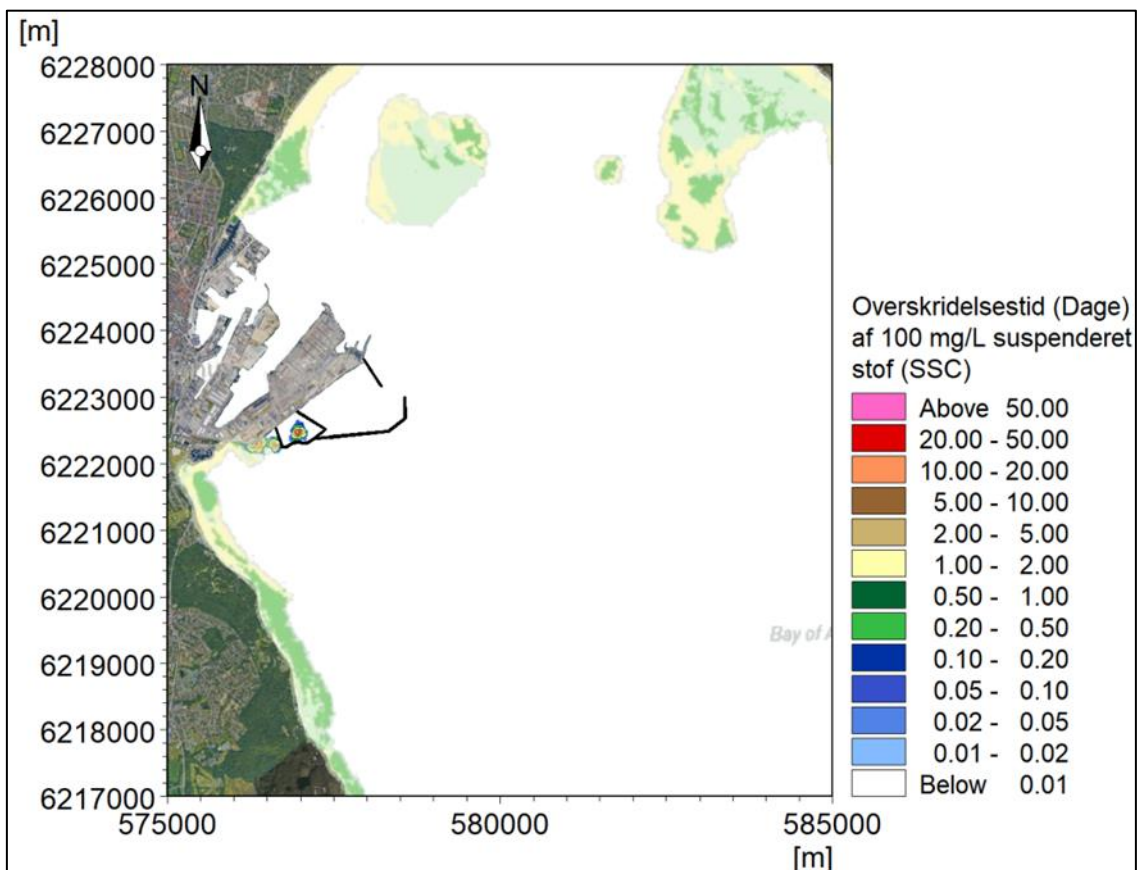 [m]
6228000
N
6227000
6226000
6225000
6224000
6223000
6222000
6221000
6220000
6219000
6218000
6217000
575000
580000
585000
[m]
Bay of A
Overskridelsestid (Dage)
af 100 mg/L suspenderet
stof (SSC)
Above 50.00
20.00 - 50.00
10.00 - 20.00
5.00 - 10.00
2.00 - 5.00
1.00 - 2.00
0.50 - 1.00
0.20 - 0.50
0.10 - 0.20
0.05 - 0.10
0.02 - 0.05
0.01 - 0.02
Below 0.01